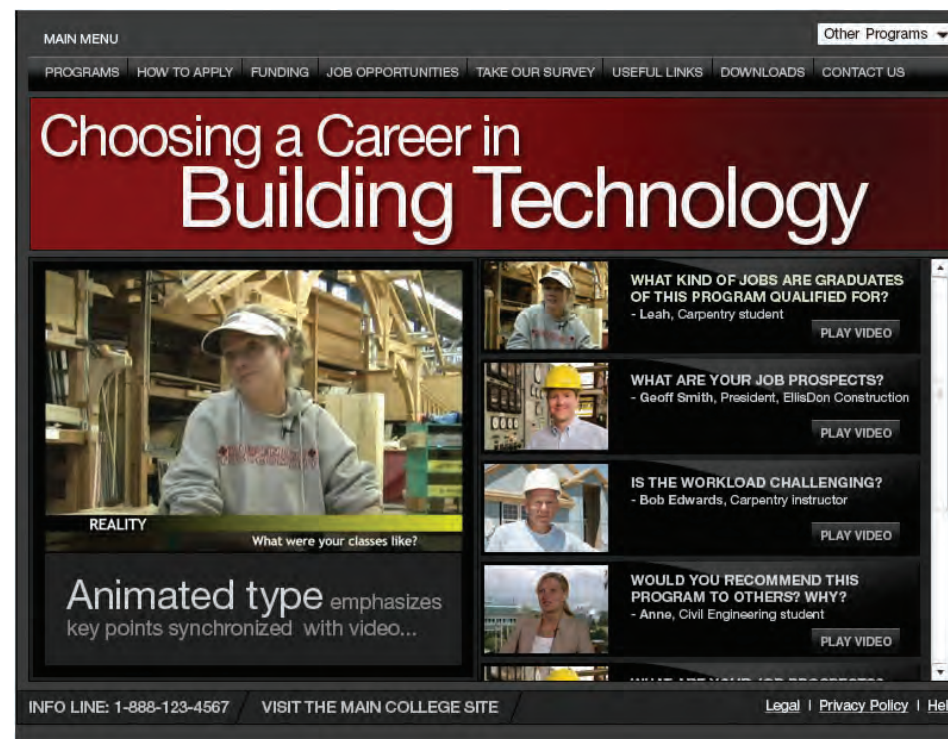 MAIN MENU
Other Programs
PROGRAMS HOW TO APPLY FUNDING JOB OPPORTUNITIES TAKE OUR SURVEY USEFUL LINKS DOWNLOADS CONTACT US
Choosing a Career in
Building Technology
REALITY
What were your classes like?
Animated type emphasizes
key points synchronized with video...
WHAT KIND OF JOBS ARE GRADUATES
OF THIS PROGRAM QUALIFIED FOR?
- Leah, Carpentry student
PLAY VIDEO
WHAT ARE YOUR JOB PROSPECTS?
- Geoff Smith, President, EllisDon Construction
PLAY VIDEO
IS THE WORKLOAD CHALLENGING?
- Bob Edwards, Carpentry instructor
PLAY VIDEO
WOULD YOU RECOMMEND THIS
PROGRAM TO OTHERS? WHY?
- Anne, Civil Engineering student
PLAY VIDEO
INFO LINE: 1-888-123-4567 / VISIT THE MAIN COLLEGE SITE /
Legal | Privacy Policy | Hel